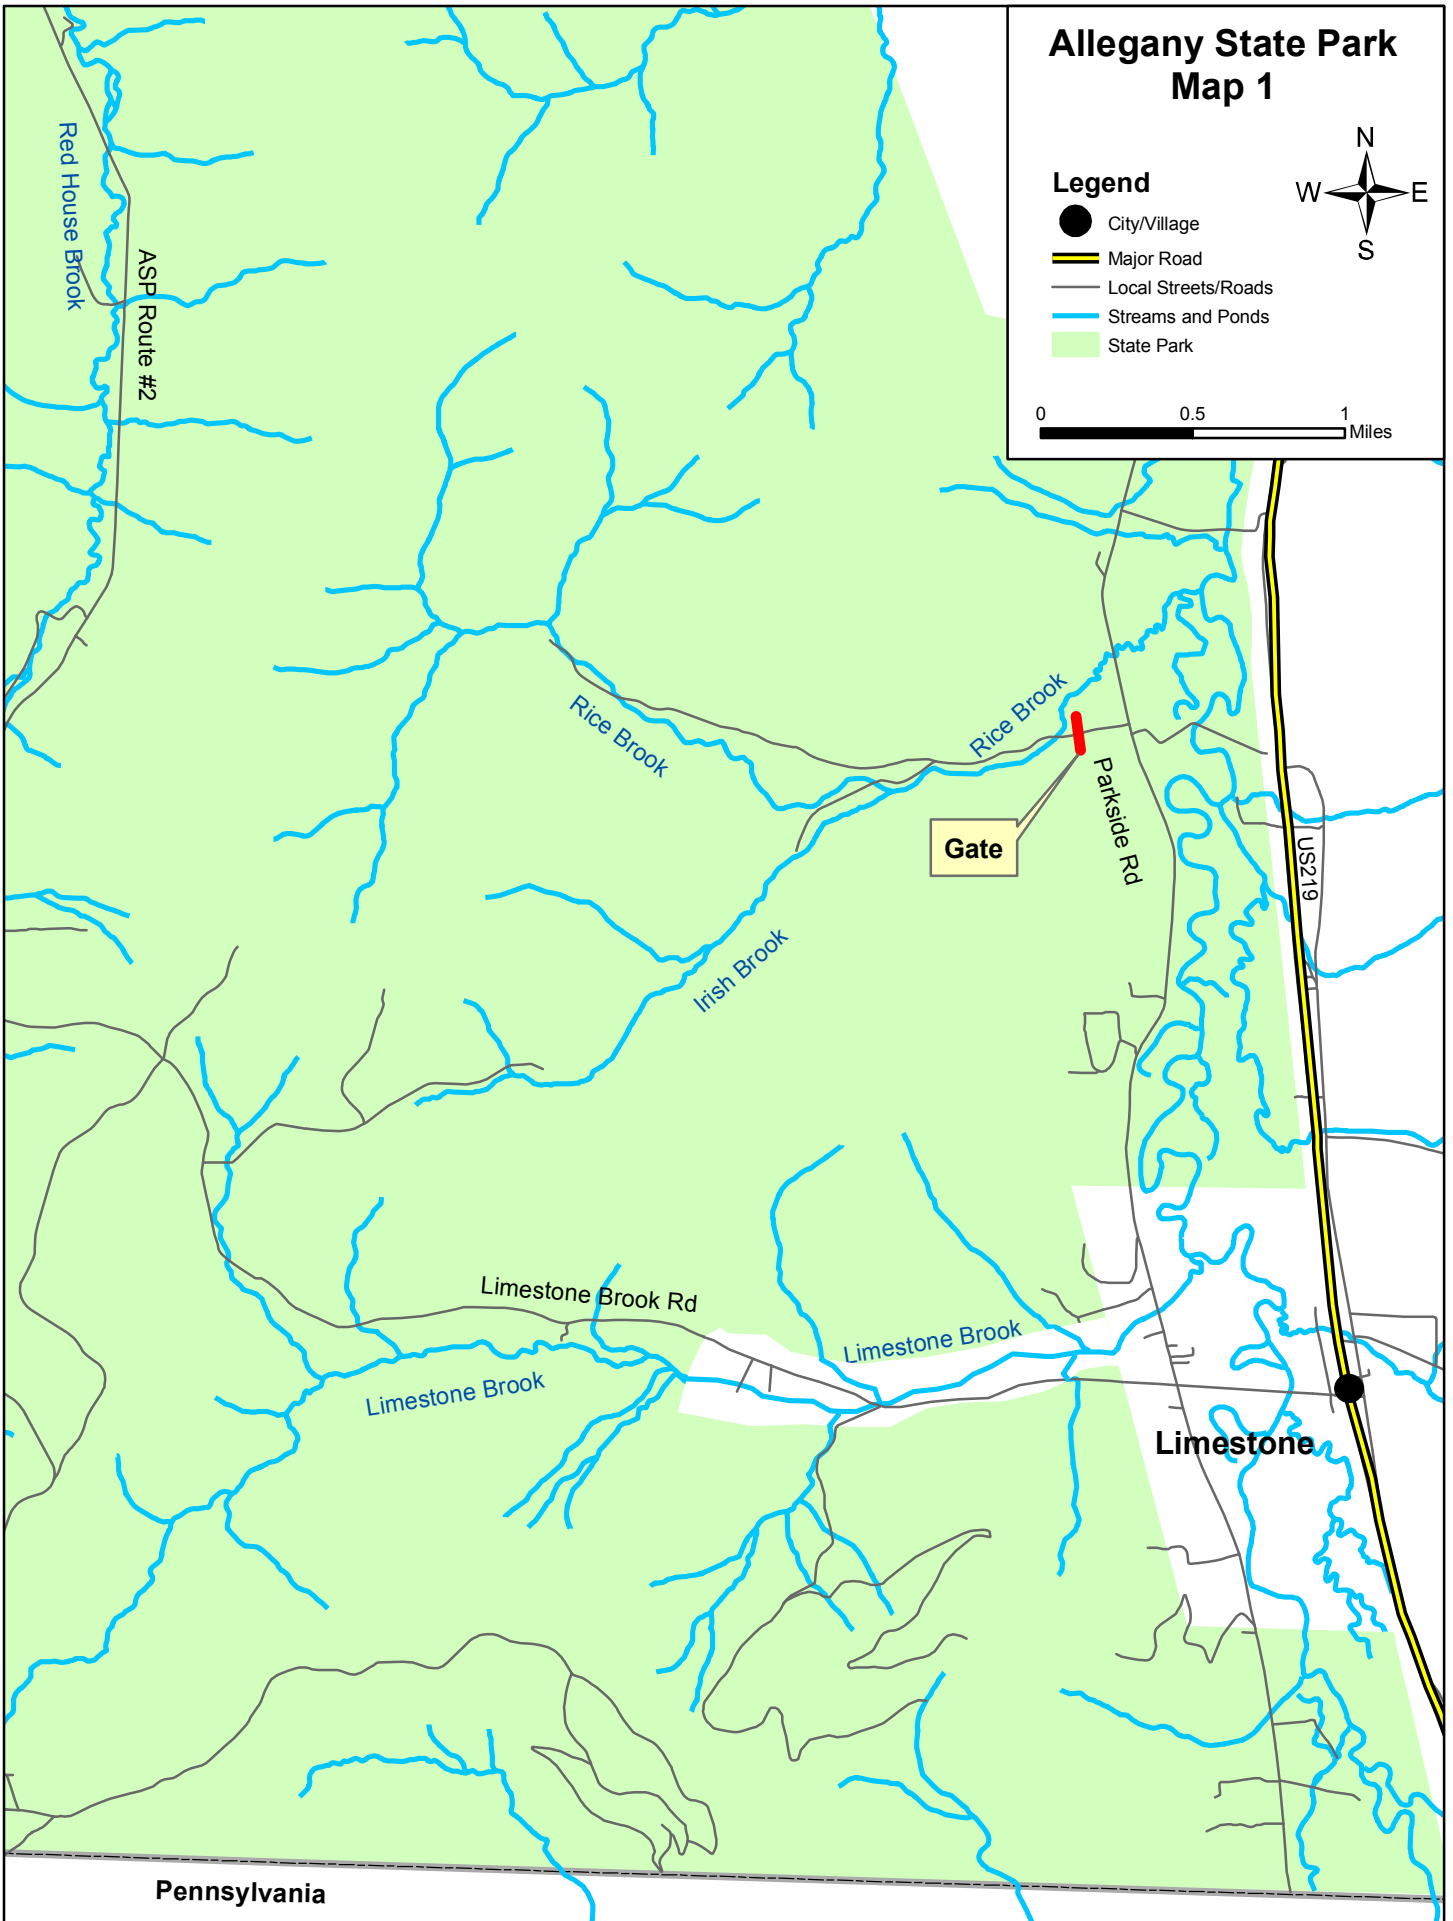 Allegany State Park
Map 1
N
W
E
S
Legend
City/Village
Major Road
Local Streets/Roads
Streams and Ponds
State Park
0
0.5
1
Miles
Red House Brook
ASP Route #2
Rice Brook
Rice Brook
Gate
Parkside Rd
US219
Irish Brook
Limestone Brook Rd
Limestone Brook
Limestone Brook
Limestone
Pennsylvania